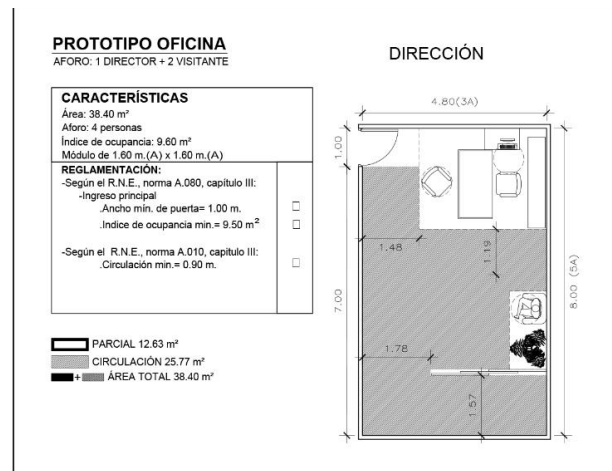 PROTOTIPO OFICINA
AFORO: 1 DIRECTOR + 2 VISITANTE
DIRECCIÓN
CARACTERÍSTICAS
Área: 38.40 m²
Aforo: 4 personas
Índice de ocupancia: 9.60 m²
Módulo de 1.60 m.(A) x 1.60 m.(A)
REGLAMENTACIÓN:
-Según el R.N.E., norma A.080, capítulo III:
-Ingreso principal
.Ancho mín. de puerta= 1.00 m.
.Indice de ocupancia min.= 9.50 m²
-Según el R.N.E., norma A.010, capitulo III:
.Circulación min.= 0.90 m.
PARCIAL 12.63 m²
CIRCULACIÓN 25.77 m²
+ ÁREA TOTAL 38.40 m²
4.80(3A)
1.00
1.48
1.19
7.00
8.00 (5A)
1.78
1.57